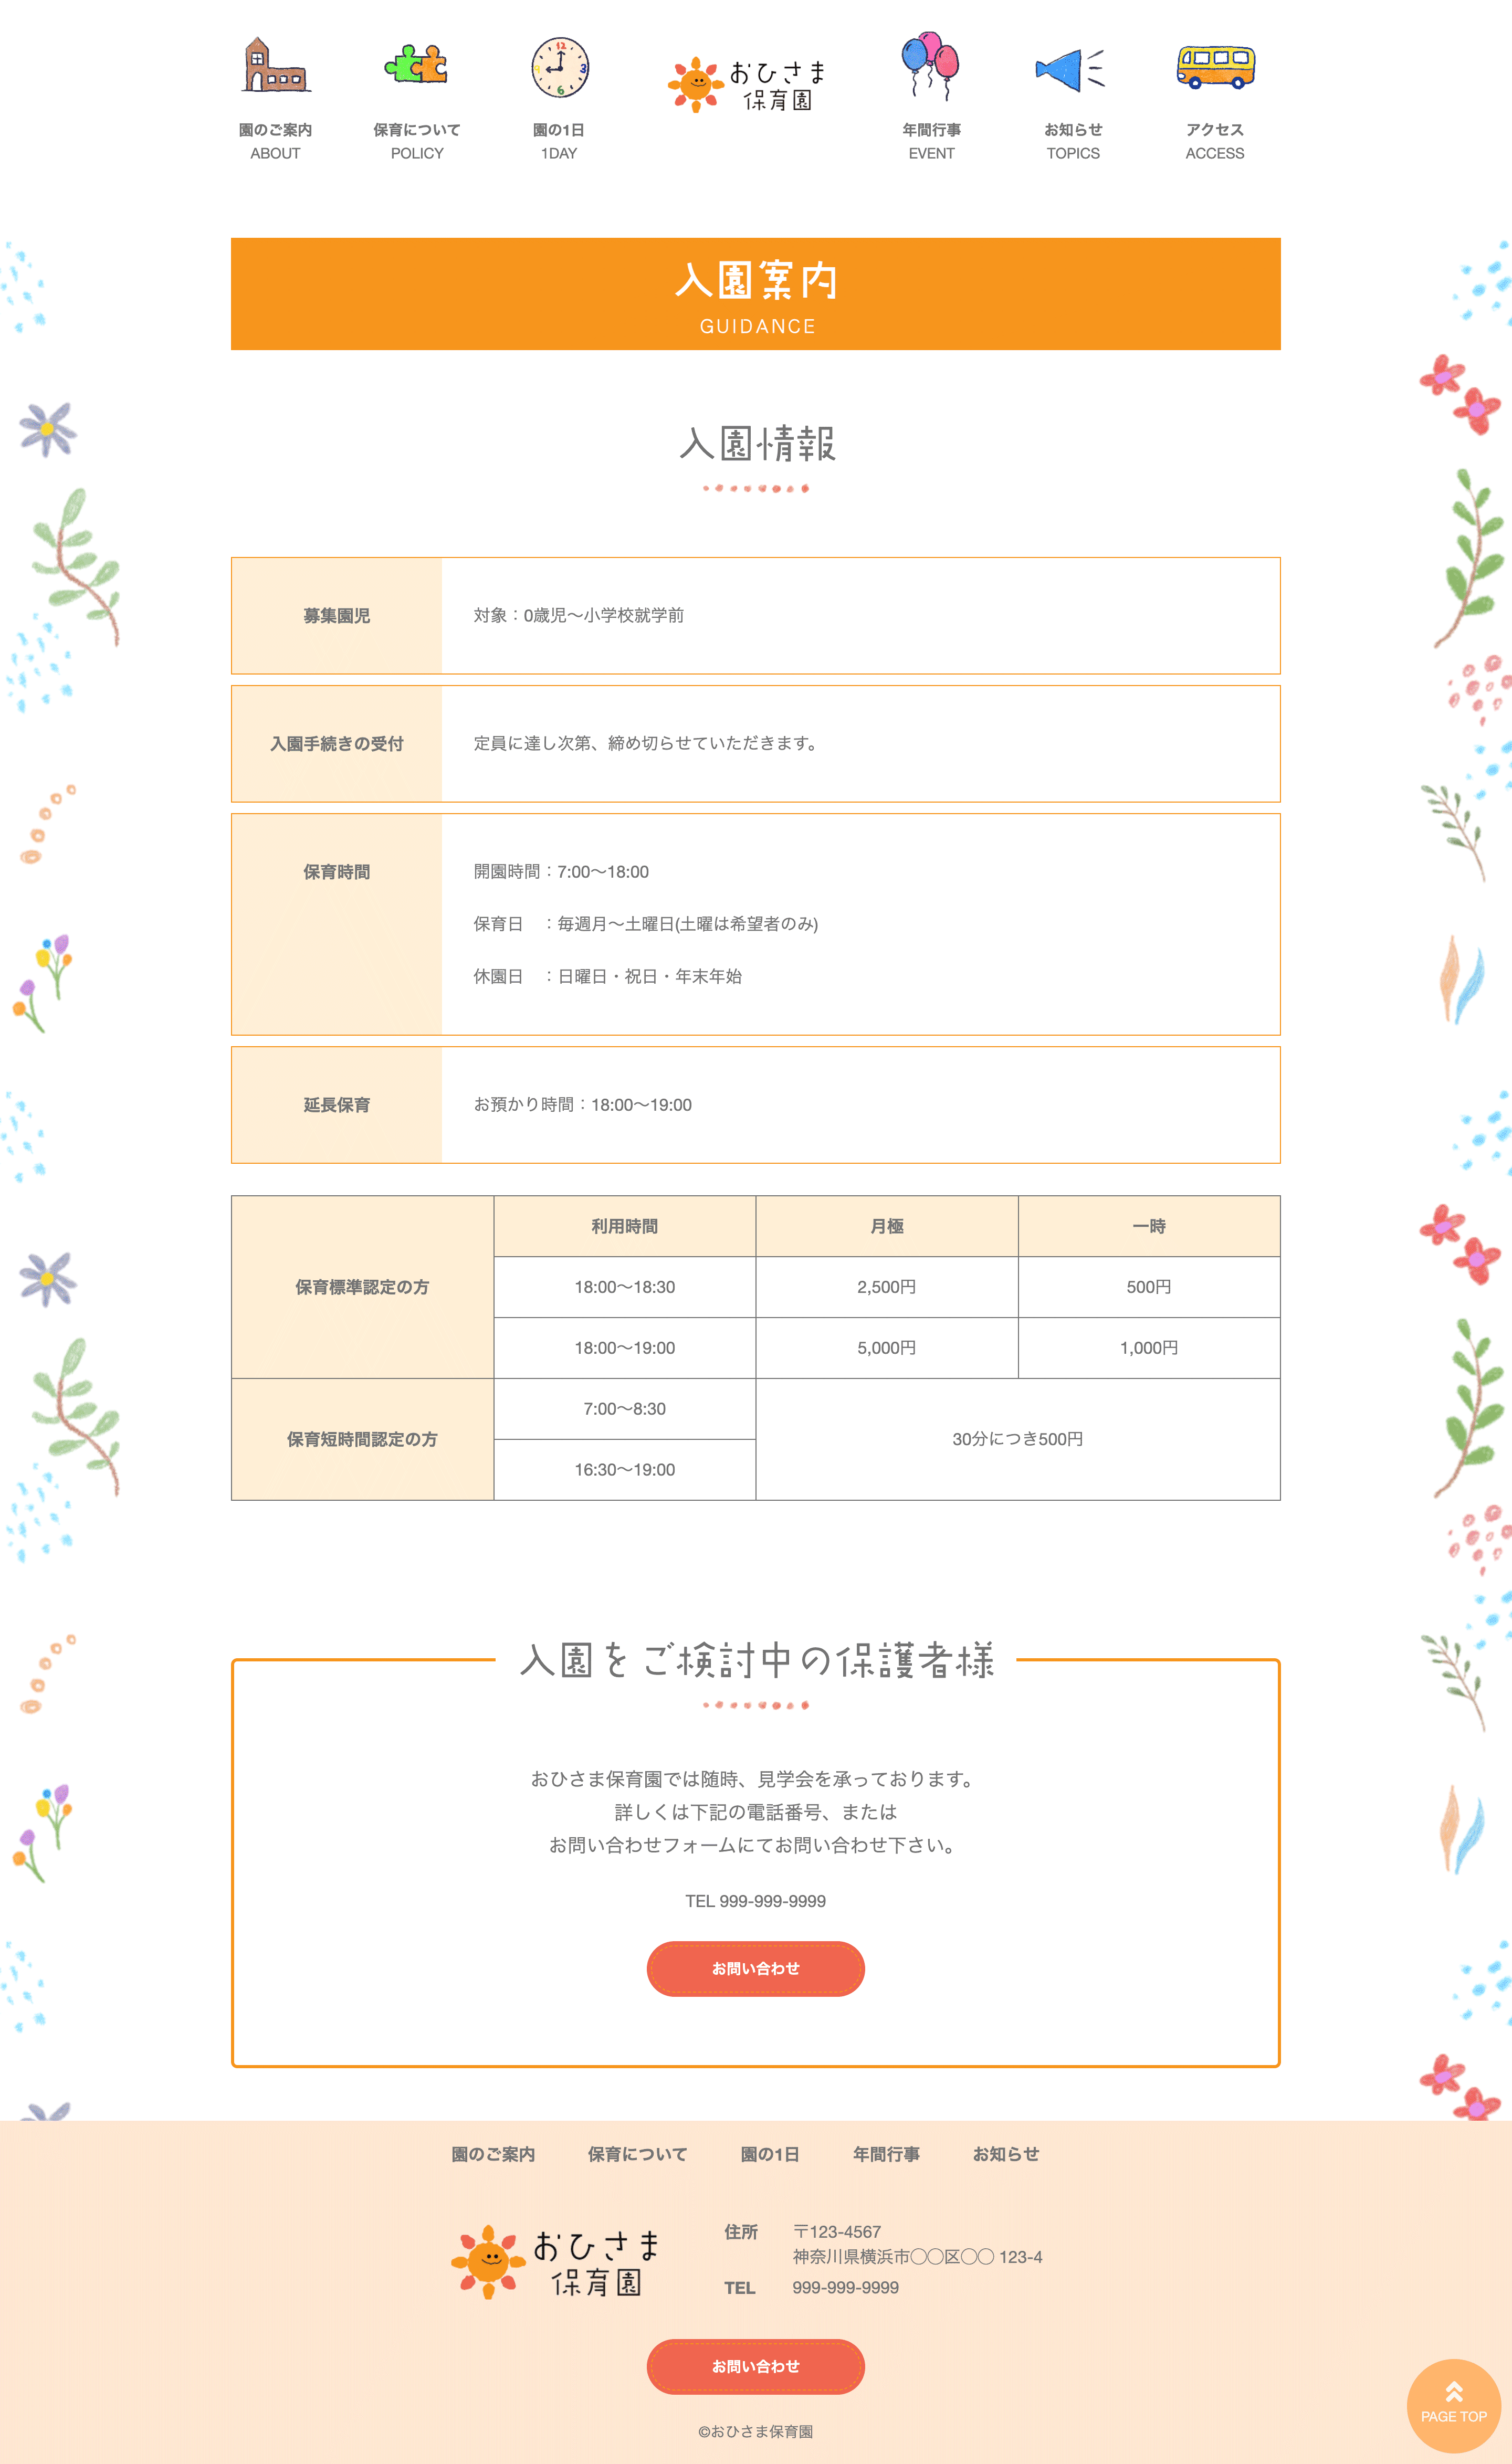 園のご案内
ABOUT
保育について
POLICY
12
3
6
9
園の1日
1DAY
おひさま
保育園
年間行事
EVENT
お知らせ
TOPICS
アクセス
ACCESS
入園案内
GUIDANCE
入園情報
募集園児
対象：0歳児〜小学校就学前
入園手続きの受付
定員に達し次第、締め切らせていただきます。
保育時間
開園時間：7:00〜18:00
保育日　：毎週月〜土曜日(土曜は希望者のみ)
休園日　：日曜日・祝日・年末年始
延長保育
お預かり時間：18:00〜19:00
保育標準認定の方
利用時間 月極 一時
18:00〜18:30 2,500円 500円
18:00〜19:00 5,000円 1,000円
保育短時間認定の方
7:00〜8:30
16:30〜19:00
30分につき500円
入園をご検討中の保護者様
おひさま保育園では随時、見学会を承っております。
詳しくは下記の電話番号、または
お問い合わせフォームにてお問い合わせ下さい。
TEL 999-999-9999
お問い合わせ
園のご案内 保育について 園の1日 年間行事 お知らせ
おひさま
保育園
住所 〒123-4567
神奈川県横浜市◯◯区◯◯ 123-4
TEL 999-999-9999
お問い合わせ
PAGE TOP
©おひさま保育園